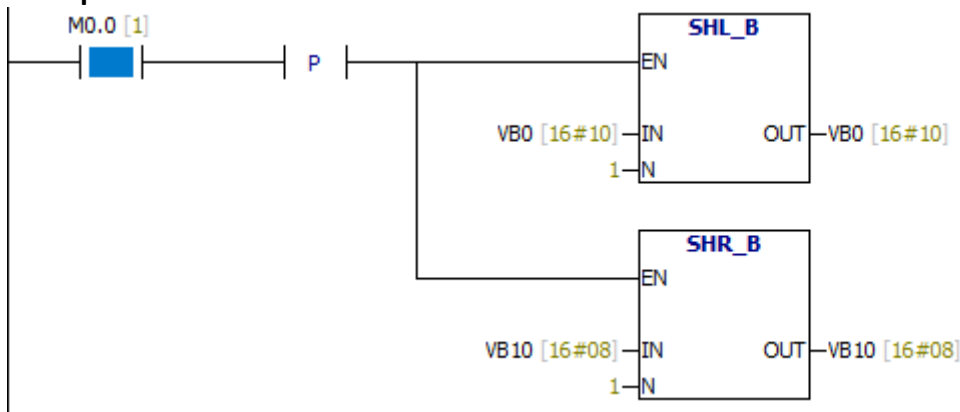 M0.0 [1]
P
SHL_B
EN
VB0 [16#10] IN OUT VB0 [16#10]
1 N
SHR_B
EN
VB10 [16#08] IN OUT VB10 [16#08]
1 N